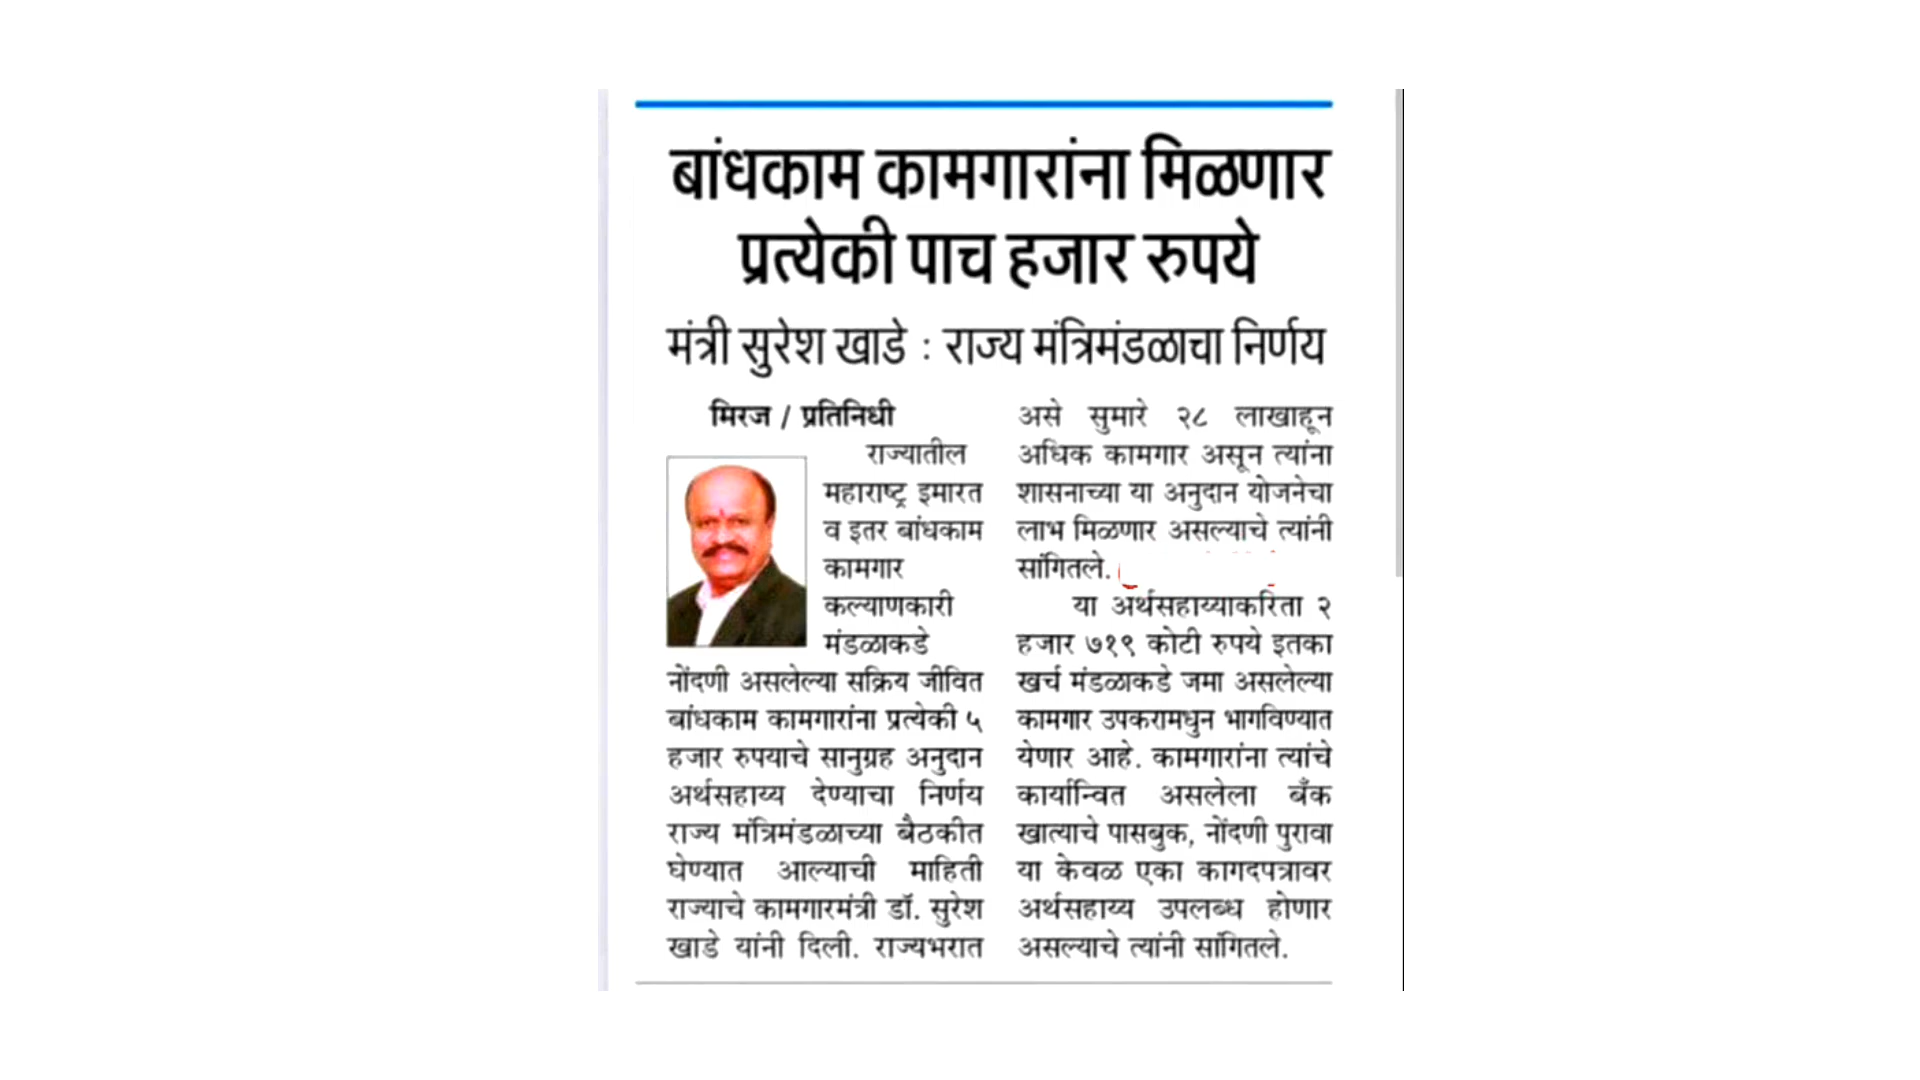 बांधकाम कामगारांना मिळणार
प्रत्येकी पाच हजार रुपये
मंत्री सुरेश खाडे : राज्य मंत्रिमंडळाचा निर्णय
मिरज / प्रतिनिधी
राज्यातील
महाराष्ट्र इमारत
व इतर बांधकाम
कामगार
कल्याणकारी
मंडळाकडे
नोंदणी असलेल्या सक्रिय जीवित
बांधकाम कामगारांना प्रत्येकी ५
हजार रुपयाचे सानुग्रह अनुदान
अर्थसहाय्य देण्याचा निर्णय
राज्य मंत्रिमंडळाच्या बैठकीत
घेण्यात आल्याची माहिती
राज्याचे कामगारमंत्री डॉ. सुरेश
खाडे यांनी दिली. राज्यभरात
असे सुमारे २८ लाखाहून
अधिक कामगार असून त्यांना
शासनाच्या या अनुदान योजनेचा
लाभ मिळणार असल्याचे त्यांनी
सांगितले.
या अर्थसहाय्याकरिता २
हजार ७१९ कोटी रुपये इतका
खर्च मंडळाकडे जमा असलेल्या
कामगार उपकरामधुन भागविण्यात
येणार आहे. कामगारांना त्यांचे
कार्यान्वित असलेला बँक
खात्याचे पासबुक, नोंदणी पुरावा
या केवळ एका कागदपत्रावर
अर्थसहाय्य उपलब्ध होणार
असल्याचे त्यांनी सांगितले.